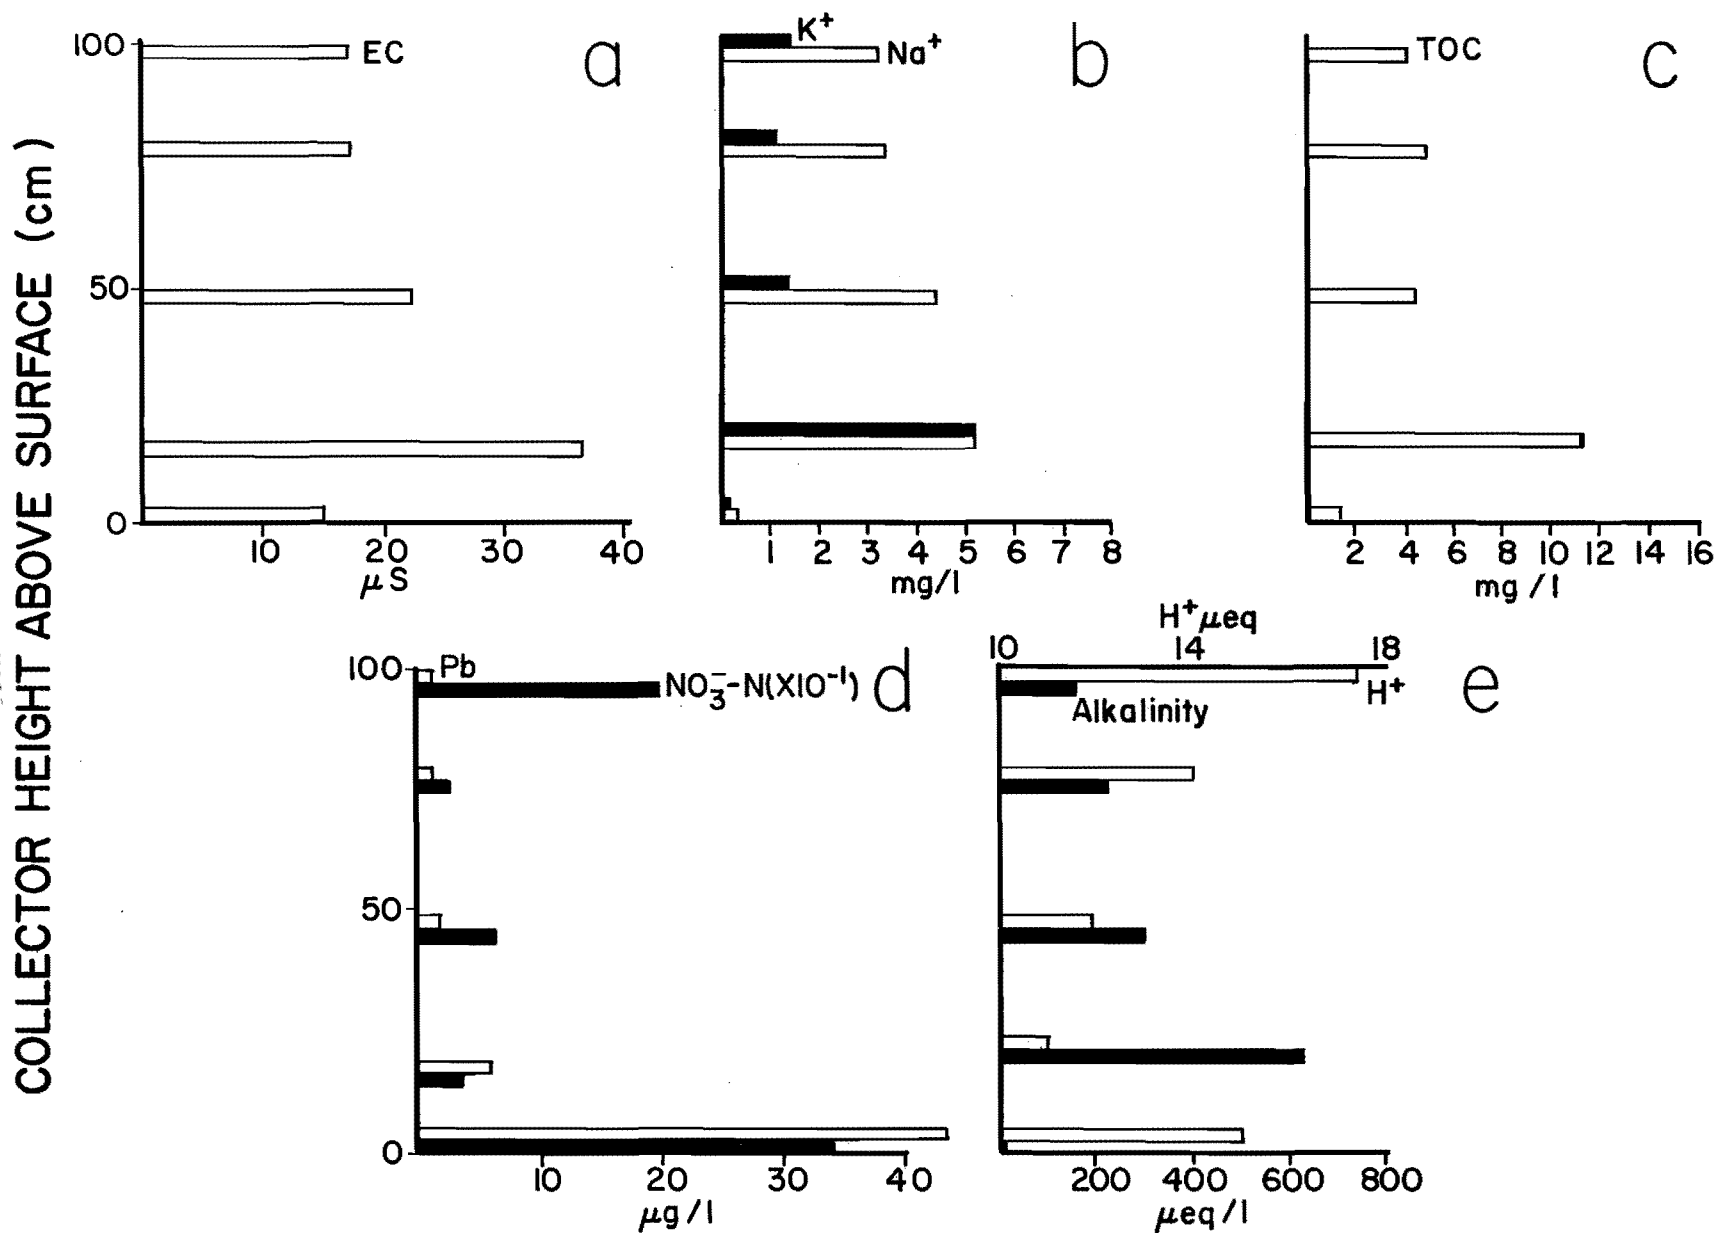 COLLECTOR HEIGHT ABOVE SURFACE (cm)
100 EC a
50
0
10 20 30 40
μS
K⁺
Na⁺ b
1 2 3 4 5 6 7 8
mg/l
TOC c
2 4 6 8 10 12 14 16
mg/l
100 Pb d
NO₃⁻-N(X10⁻¹)
50
0
10 20 30 40
μg/l
H⁺μeq
10 14 18
H⁺ e
Alkalinity
200 400 600 800
μeq/l